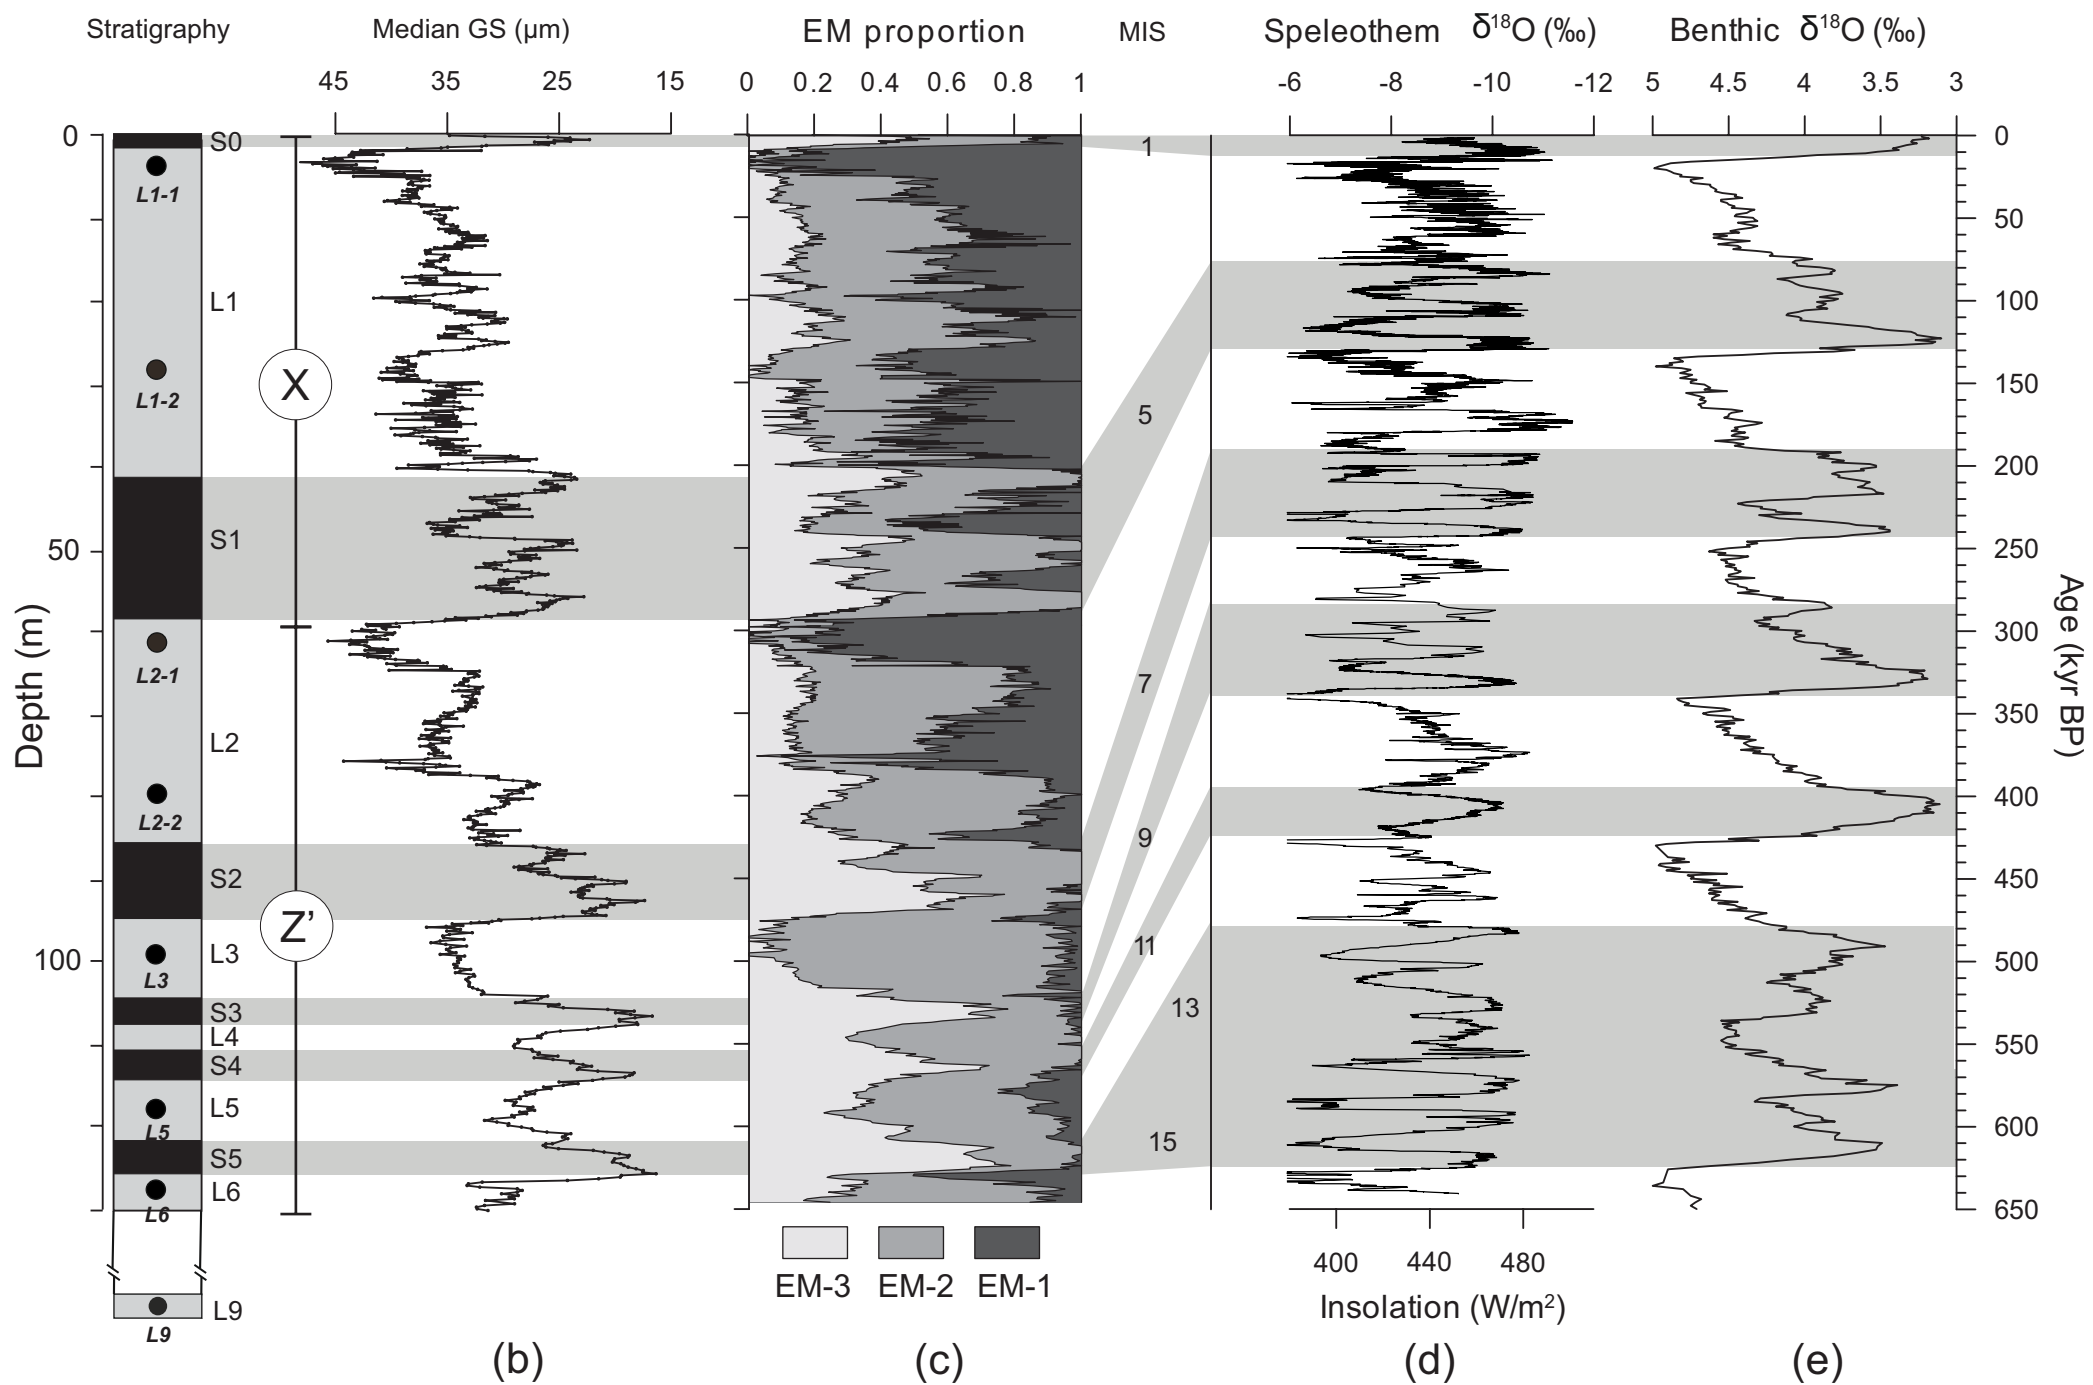 Stratigraphy Median GS (µm) EM proportion MIS Speleothem δ¹⁸O (‰) Benthic δ¹⁸O (‰)
45 35 25 15 0 0.2 0.4 0.6 0.8 1 -6 -8 -10 -12 5 4.5 4 3.5 3
0 S0 1 0
L1-1
50
L1 100
X
L1-2 5 150
200
S1
50 250
Depth (m) Age (kyr BP)
L2-1 300
7
L2 350
L2-2 9 400
S2 450
Z’
100 L3 11 500
L3
S3 13
L4
S4 550
L5
L5 15 600
S5
L6
L6 650
400 440 480
EM-3 EM-2 EM-1
L9 Insolation (W/m²)
L9
(b) (c) (d) (e)